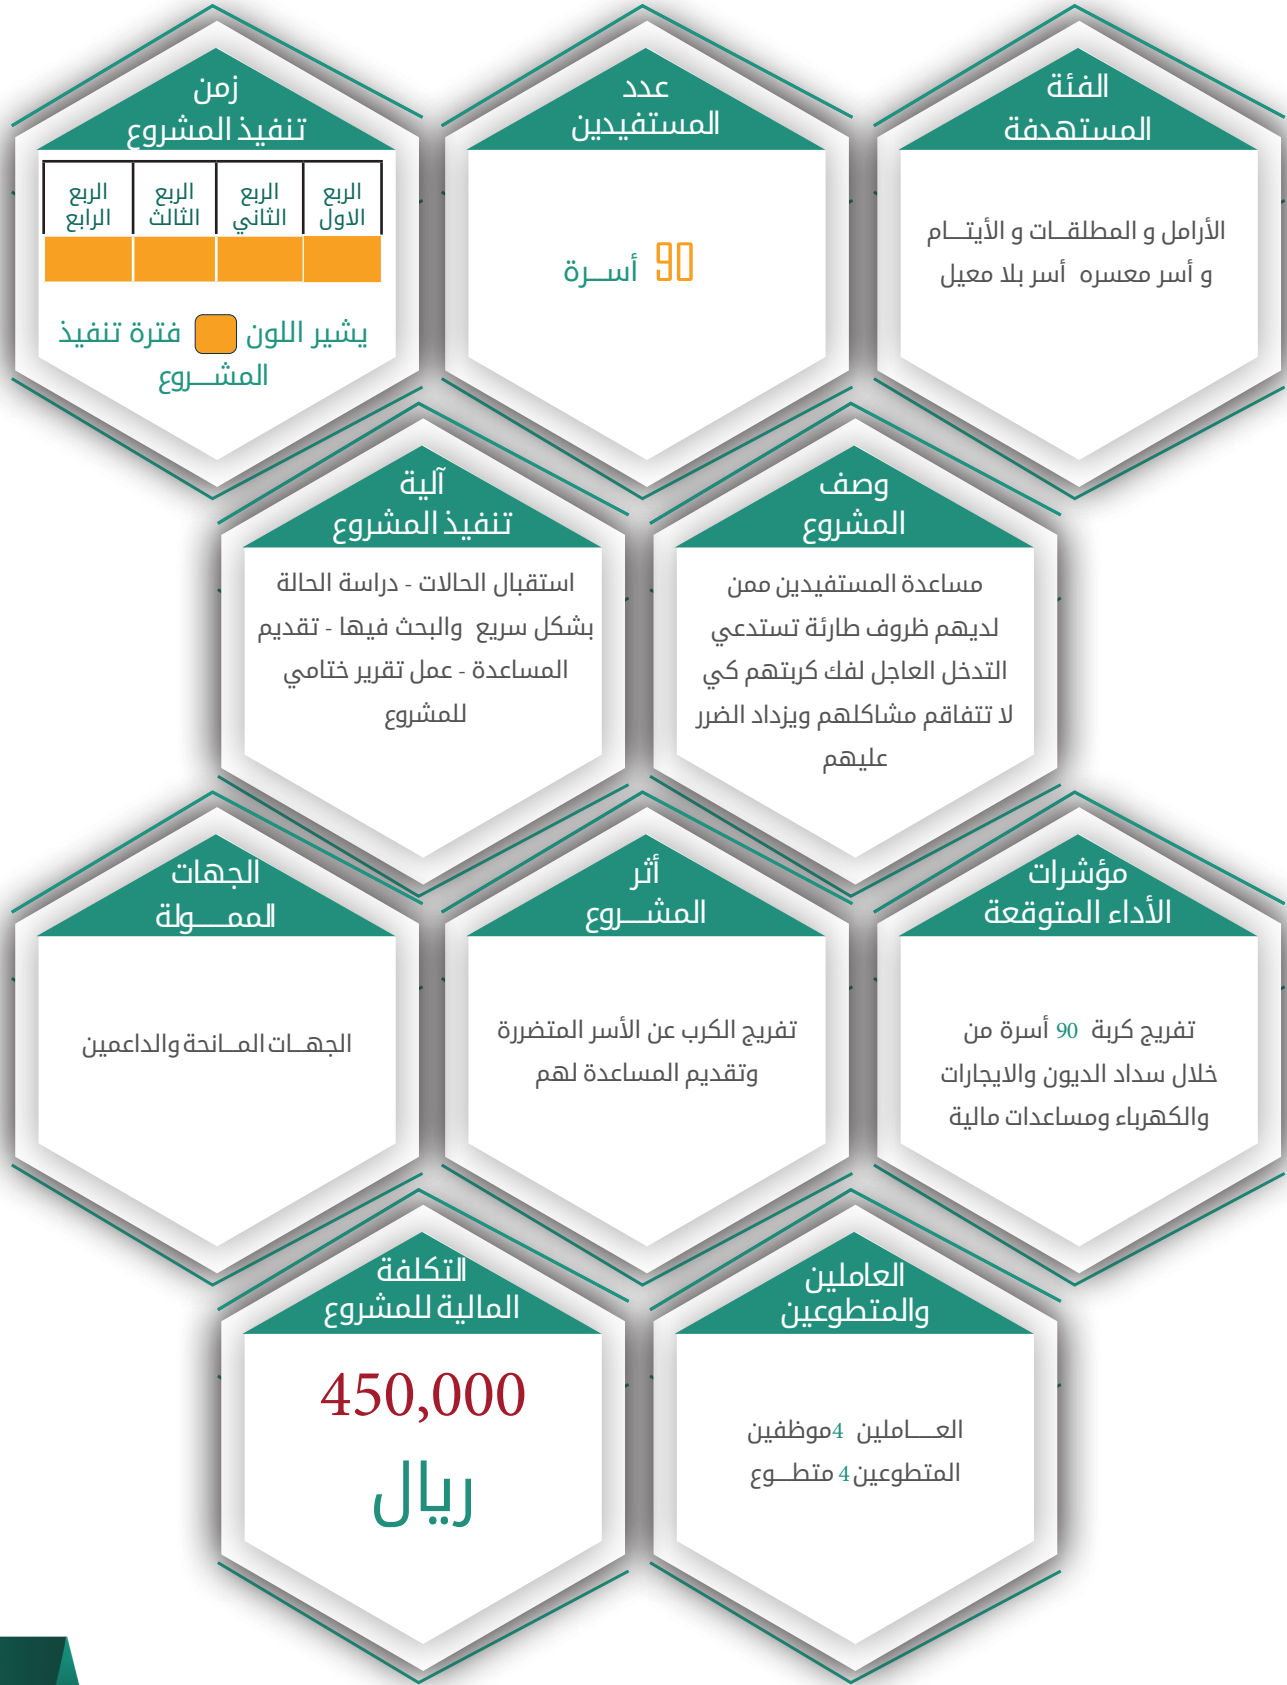 الفئة
المستهدفة
الأرامل و المطلقــات و الأيتــام
و أسر معسره أسر بلا معيل
عدد
المستفيدين
90 أســرة
زمن
تنفيذ المشروع
الربع الاول
الربع الثاني
الربع الثالث
الربع الرابع
يشير اللون فترة تنفيذ
المشــروع
وصف
المشروع
مساعدة المستفيدين ممن
لديهم ظروف طارئة تستدعي
التدخل العاجل لفك كربتهم كي
لا تتفاقم مشاكلهم ويزداد الضرر
عليهم
آلية
تنفيذ المشروع
استقبال الحالات - دراسة الحالة
بشكل سريع والبحث فيها - تقديم
المساعدة - عمل تقرير ختامي
للمشروع
مؤشرات
الأداء المتوقعة
تفريج كربة 90 أسرة من
خلال سداد الديون والايجارات
والكهرباء ومساعدات مالية
أثر
المشــروع
تفريج الكرب عن الأسر المتضررة
وتقديم المساعدة لهم
الجهات
الممــــولة
الجهــات المــانحة والداعمين
العاملين
والمتطوعين
العــــاملين 4موظفين
المتطوعين 4 متطــوع
التكلفة
المالية للمشروع
450,000
ريال